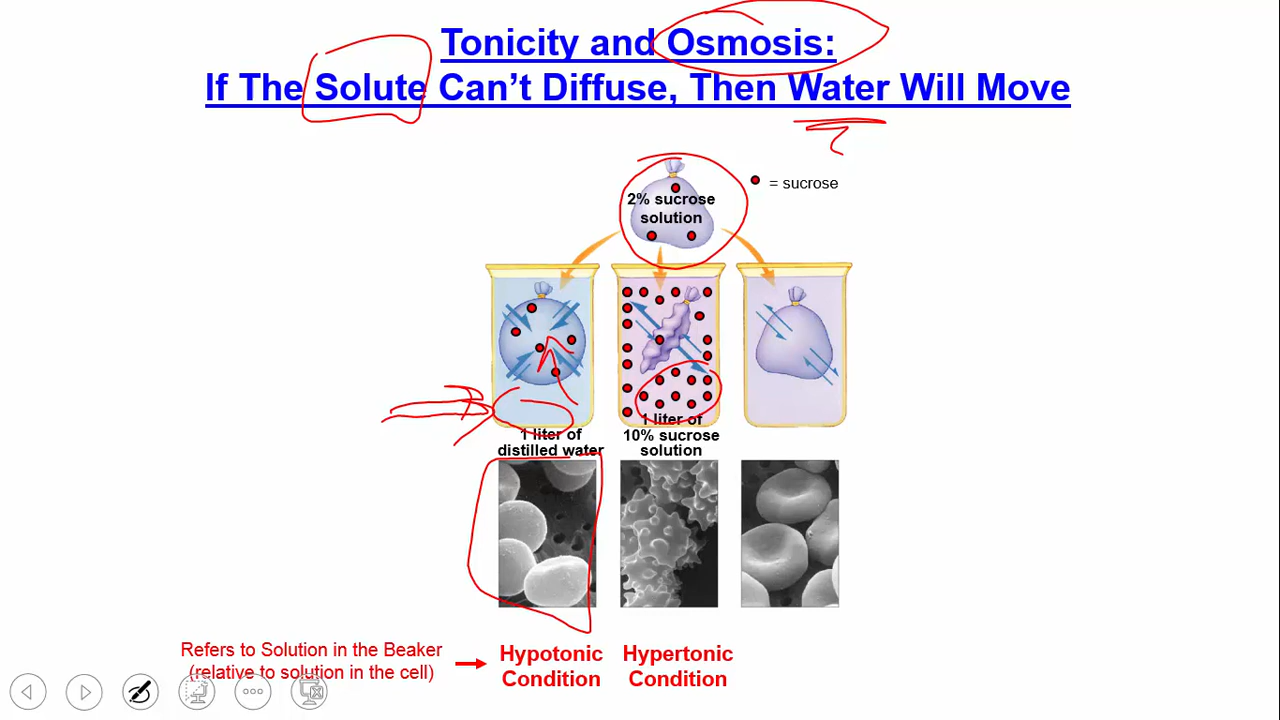 Tonicity and Osmosis:
If The Solute Can't Diffuse, Then Water Will Move
= sucrose
2% sucrose
solution
1 liter of
distilled water
1 liter of
10% sucrose
solution
Refers to Solution in the Beaker
(relative to solution in the cell)
Hypotonic
Condition
Hypertonic
Condition